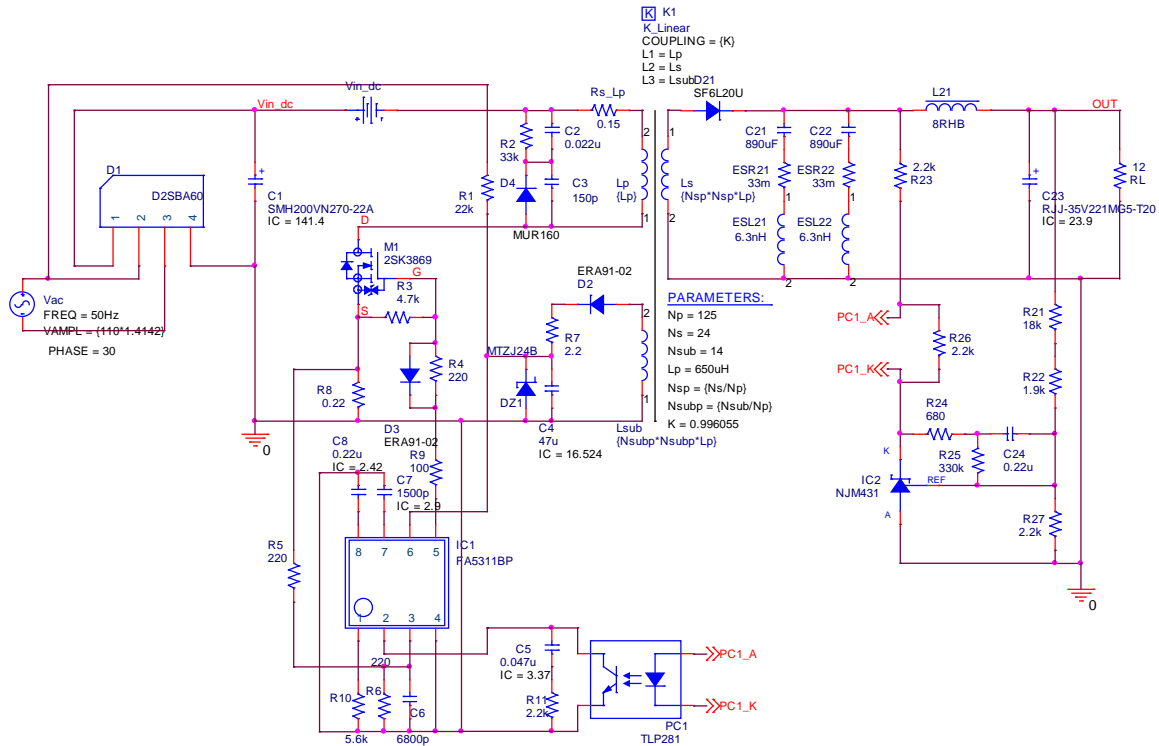 K K1
K_Linear
COUPLING = {K}
L1 = Lp
L2 = Ls
L3 = Lsub
D21
SF6L20U
Vin_dc
Vin_dc
Rs_Lp
0.15
R2
33k
C2
0.022u
D4
C3
150p
MUR160
R1
22k
D1
D2SBA60
1 2 3 4
C1
SMH200VN270-22A
IC = 141.4
Vac
FREQ = 50Hz
VAMPL = {110*1.4142}
PHASE = 30
D
M1
2SK3869
G
R3
4.7k
S
R4
220
R8
0.22
D3
ERA91-02
0
2
Lp
{Lp}
1
1
Ls
{Nsp*Nsp*Lp}
2
C21
890uF
C22
890uF
ESR21
33m
ESR22
33m
1
1
ESL21
6.3nH
ESL22
6.3nH
2
2
2.2k
R23
L21
8RHB
OUT
12
RL
C23
RJJ-35V221MG5-T20
IC = 23.9
ERA91-02
D2
R7
2.2
MTZJ24B
DZ1
C4
47u
IC = 16.524
2
1
Lsub
{Nsubp*Nsubp*Lp}
PARAMETERS:
Np = 125
Ns = 24
Nsub = 14
Lp = 650uH
Nsp = {Ns/Np}
Nsubp = {Nsub/Np}
K = 0.996055
PC1_A
R26
2.2k
PC1_K
R21
18k
R22
1.9k
R24
680
R25
330k
C24
0.22u
K
IC2
NJM431
REF
A
R27
2.2k
0
C8
0.22u
IC = 2.42
C7
1500p
IC = 2.9
R9
100
R5
220
IC1
FA5311BP
8 7 6 5
1 2 3 4
220
R10
5.6k
R6
C6
6800p
C5
0.047u
IC = 3.37
R11
2.2k
PC1
TLP281
PC1_A
PC1_K